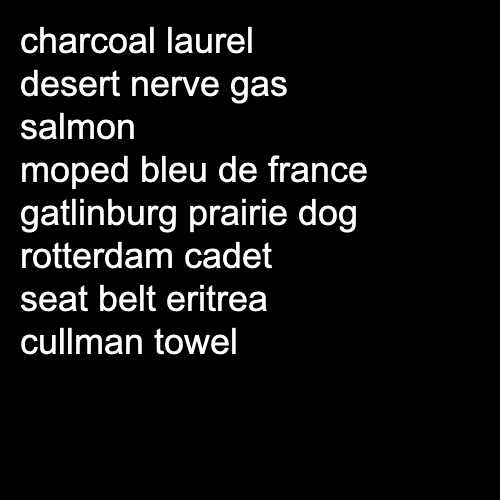 charcoal laurel
desert nerve gas
salmon
moped bleu de france
gatlinburg prairie dog
rotterdam cadet
seat belt eritrea
cullman towel